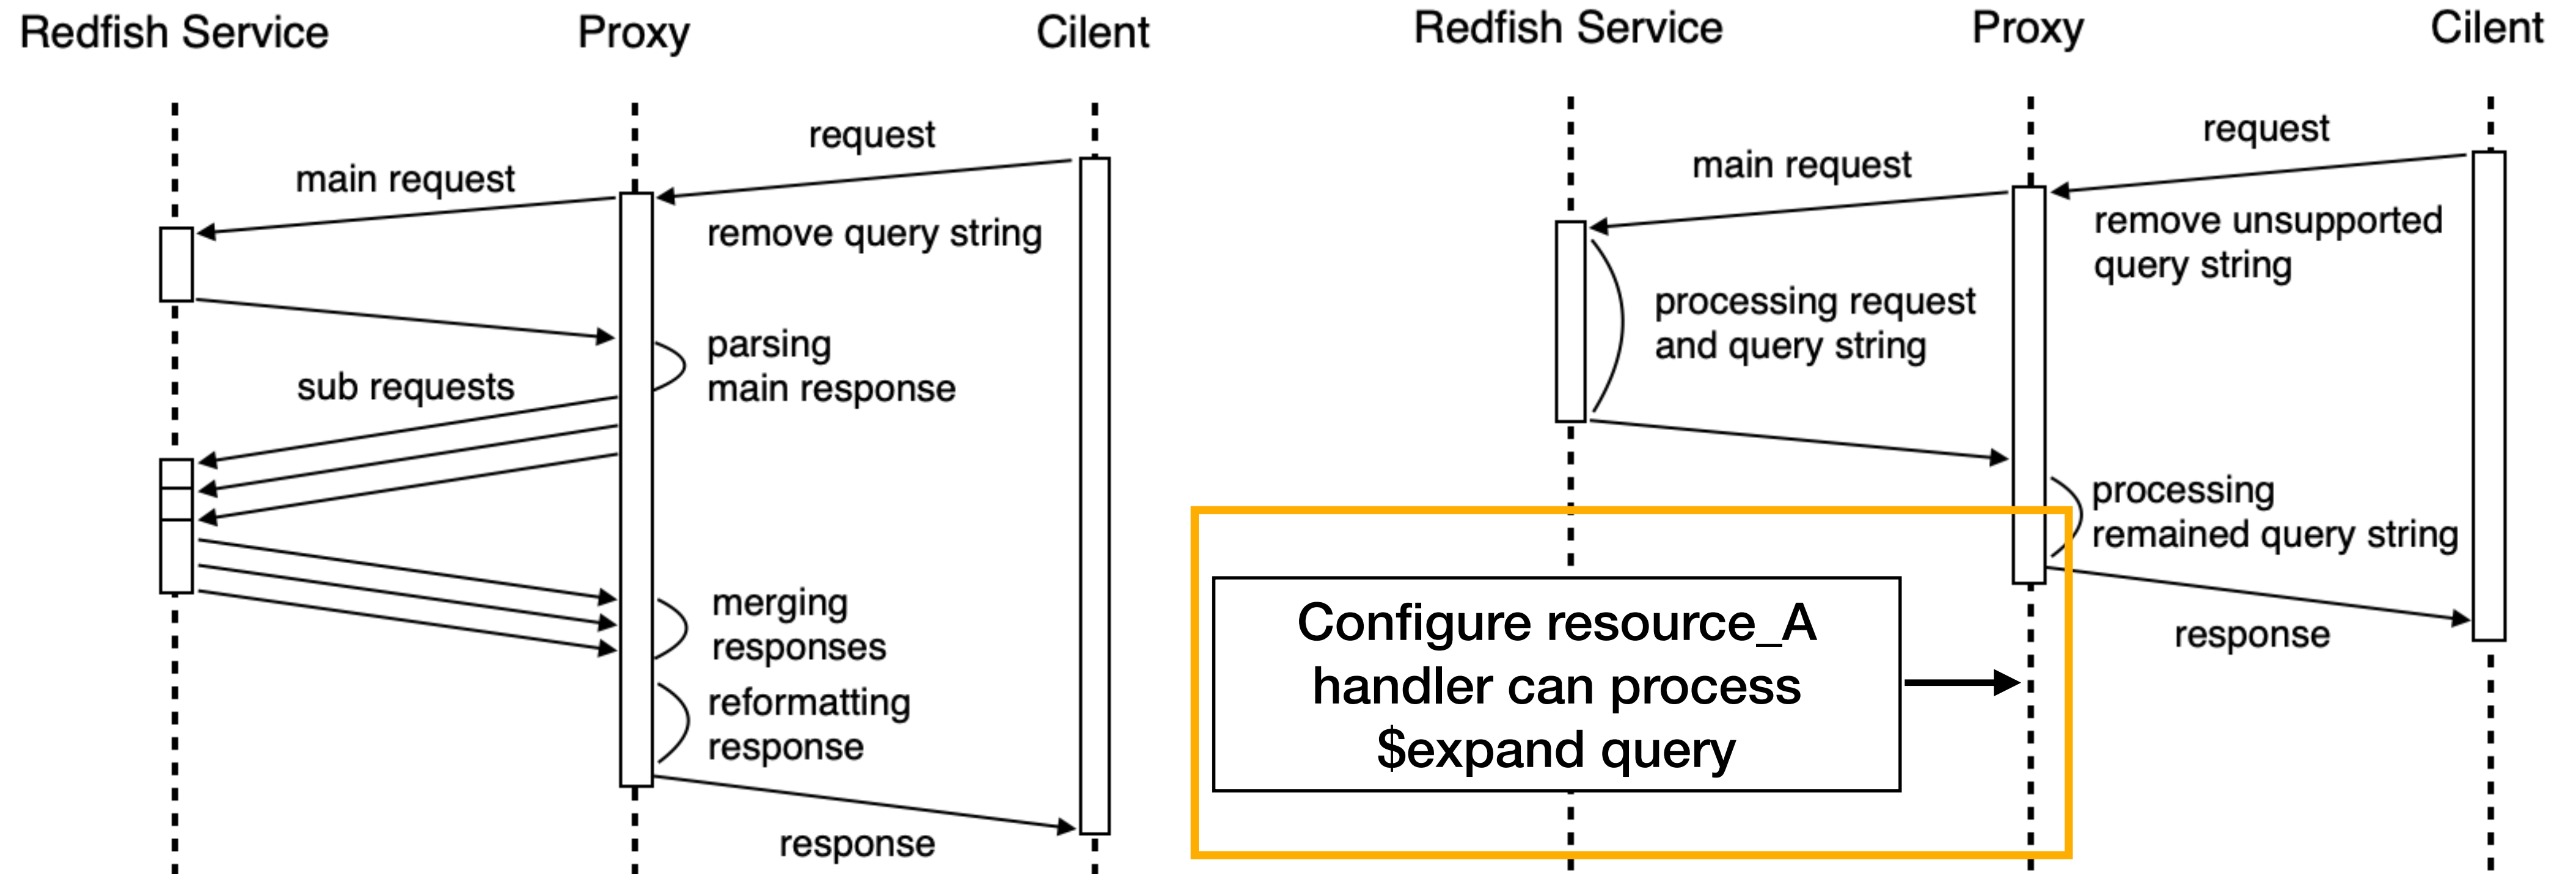 Redfish Service
Proxy
Cilent
request
main request
remove query string
parsing
main response
sub requests
merging
responses
reformatting
response
response
Redfish Service
Proxy
Cilent
request
main request
remove unsupported
query string
processing request
and query string
processing
remained query string
Configure resource_A
handler can process
$expand query
response